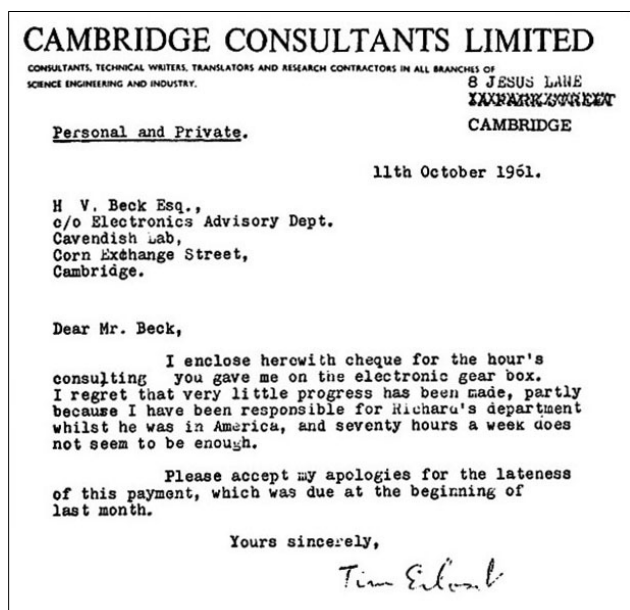 CAMBRIDGE CONSULTANTS LIMITED
CONSULTANTS, TECHNICAL WRITERS, TRANSLATORS AND RESEARCH CONTRACTORS IN ALL BRANCHES OF
SCIENCE ENGINEERING AND INDUSTRY.
8 JESUS LANE
CAMBRIDGE
Personal and Private.
11th October 1961.
H V. Beck Esq.,
c/o Electronics Advisory Dept.
Cavendish Lab,
Corn Exchange Street,
Cambridge.
Dear Mr. Beck,
I enclose herewith cheque for the hour's
consulting you gave me on the electronic gear box.
I regret that very little progress has been made, partly
because I have been responsible for Richard's department
whilst he was in America, and seventy hours a week does
not seem to be enough.
Please accept my apologies for the lateness
of this payment, which was due at the beginning of
last month.
Yours sincerely,
Tim